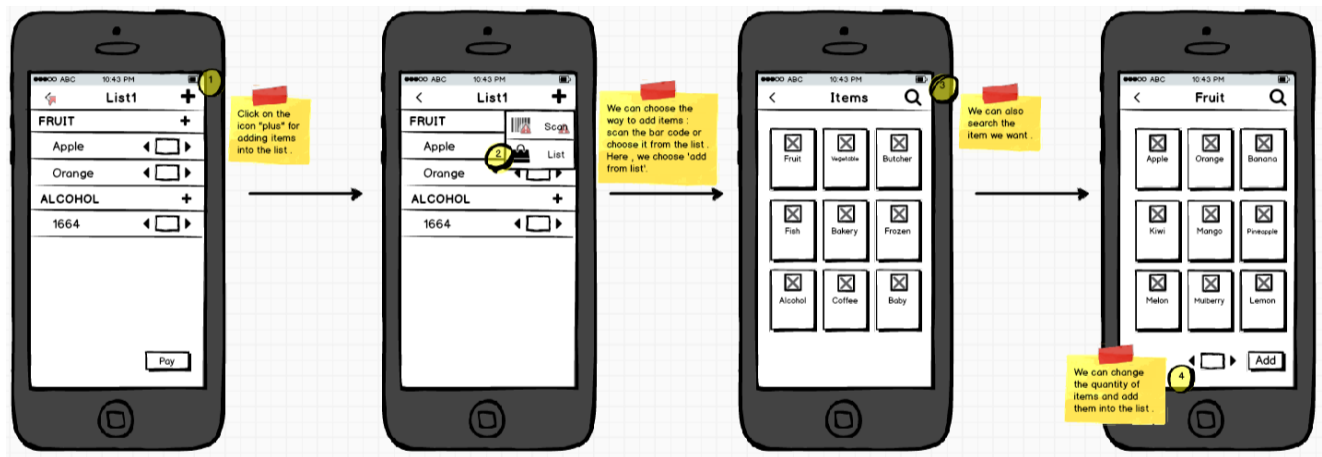 ABC 10:43 PM
List1 +
FRUIT +
Apple
Orange
ALCOHOL +
1664
Pay
1
Click on the
icon "plus" for
adding items
into the list .
ABC 10:43 PM
List1 +
FRUIT
Scan
Apple
2
List
Orange
ALCOHOL +
1664
We can choose the
way to add items :
scan the bar code or
choose it from the list .
Here , we choose 'add
from list'.
ABC 10:43 PM
Items
Fruit Vegetable Butcher
Fish Bakery Frozen
Alcohol Coffee Baby
3
We can also
search the
item we want .
ABC 10:43 PM
Fruit
Apple Orange Banana
Kiwi Mango Pineapple
Melon Mulberry Lemon
Add
We can change
the quantity of
items and add
them into the list .
4